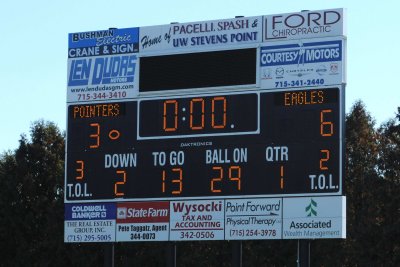 BUSHMAN
Electric
CRANE & SIGN
Home of
PACELLI, SPASH &
UW STEVENS POINT
FORD
CHIROPRACTIC
LEN DUDAS
MOTORS
www.lendudasgm.com
715-344-3410
COURTESY
MOTORS
715-341-2440
POINTERS
EAGLES
3
0:00.
6
DAKTRONICS
3
DOWN
TO GO
BALL ON
QTR
2
T.O.L
2
13
29
1
T.O.L.
COLDWELL
BANKER
THE REAL ESTATE
GROUP, INC.
(715) 295-5005
State Farm
Pete Taggatz, Agent
344-0073
Wysocki
TAX AND
ACCOUNTING
342-0506
Point Forward
Physical Therapy
(715) 254-3978
Associated
Wealth Management